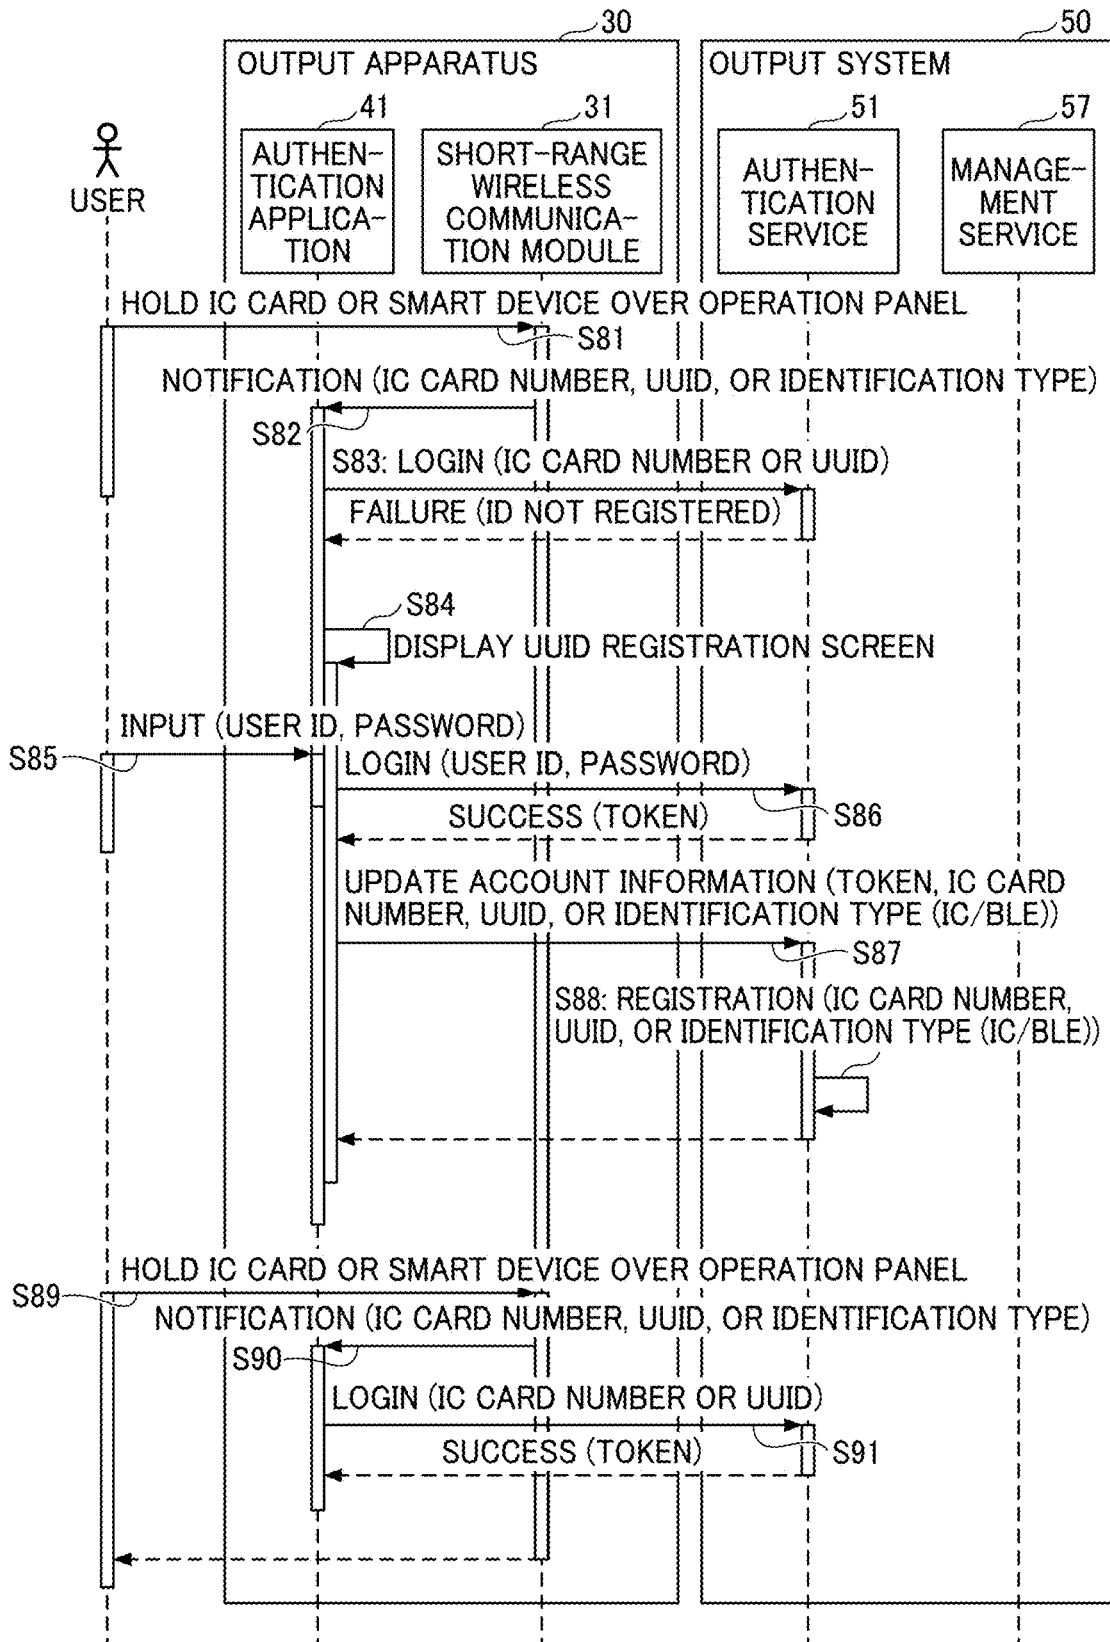 30
50
OUTPUT APPARATUS
OUTPUT SYSTEM
41
31
51
57
USER
AUTHEN-
TICATION
APPLICA-
TION
SHORT-RANGE
WIRELESS
COMMUNICA-
TION MODULE
AUTHEN-
TICATION
SERVICE
MANAGE-
MENT
SERVICE
HOLD IC CARD OR SMART DEVICE OVER OPERATION PANEL
S81
NOTIFICATION (IC CARD NUMBER, UUID, OR IDENTIFICATION TYPE)
S82
S83: LOGIN (IC CARD NUMBER OR UUID)
FAILURE (ID NOT REGISTERED)
S84
DISPLAY UUID REGISTRATION SCREEN
INPUT (USER ID, PASSWORD)
S85
LOGIN (USER ID, PASSWORD)
S86
SUCCESS (TOKEN)
UPDATE ACCOUNT INFORMATION (TOKEN, IC CARD
NUMBER, UUID, OR IDENTIFICATION TYPE (IC/BLE))
S87
S88: REGISTRATION (IC CARD NUMBER,
UUID, OR IDENTIFICATION TYPE (IC/BLE))
HOLD IC CARD OR SMART DEVICE OVER OPERATION PANEL
S89
NOTIFICATION (IC CARD NUMBER, UUID, OR IDENTIFICATION TYPE)
S90
LOGIN (IC CARD NUMBER OR UUID)
S91
SUCCESS (TOKEN)